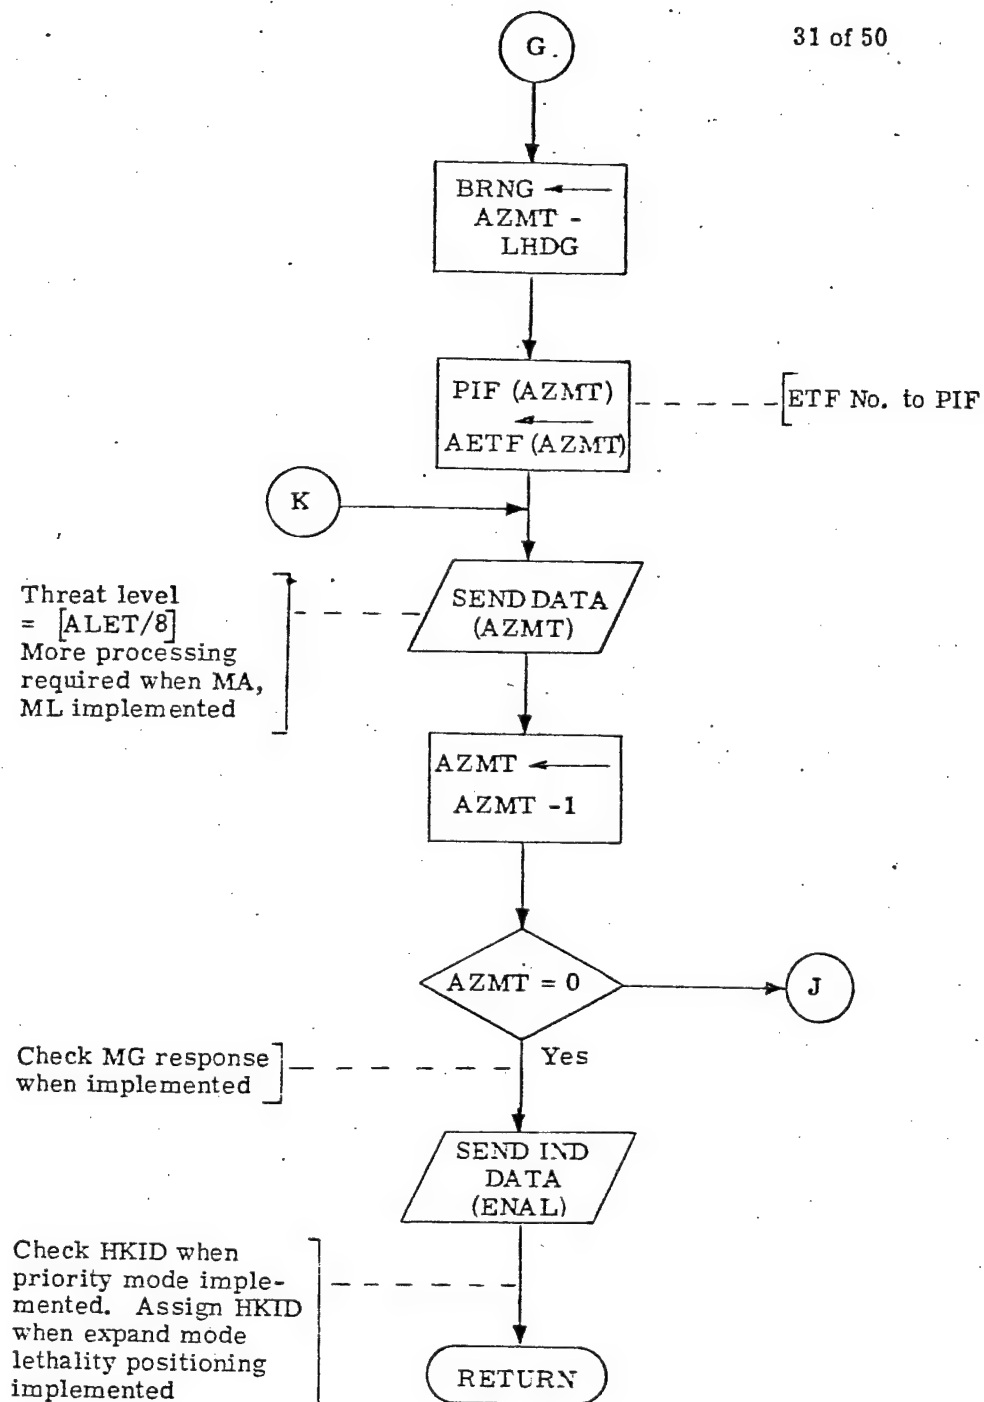 31 of 50
G
BRNG ←
AZMT -
LHDG
PIF (AZMT)
←
AETF (AZMT)
[ETF No. to PIF
K
Threat level
= [ALET/8]
More processing
required when MA,
ML implemented
SEND DATA
(AZMT)
AZMT ←
AZMT -1
AZMT = 0
J
Yes
Check MG response
when implemented
SEND IND
DATA
(ENAL)
Check HKID when
priority mode imple-
mented. Assign HKID
when expand mode
lethality positioning
implemented
RETURN